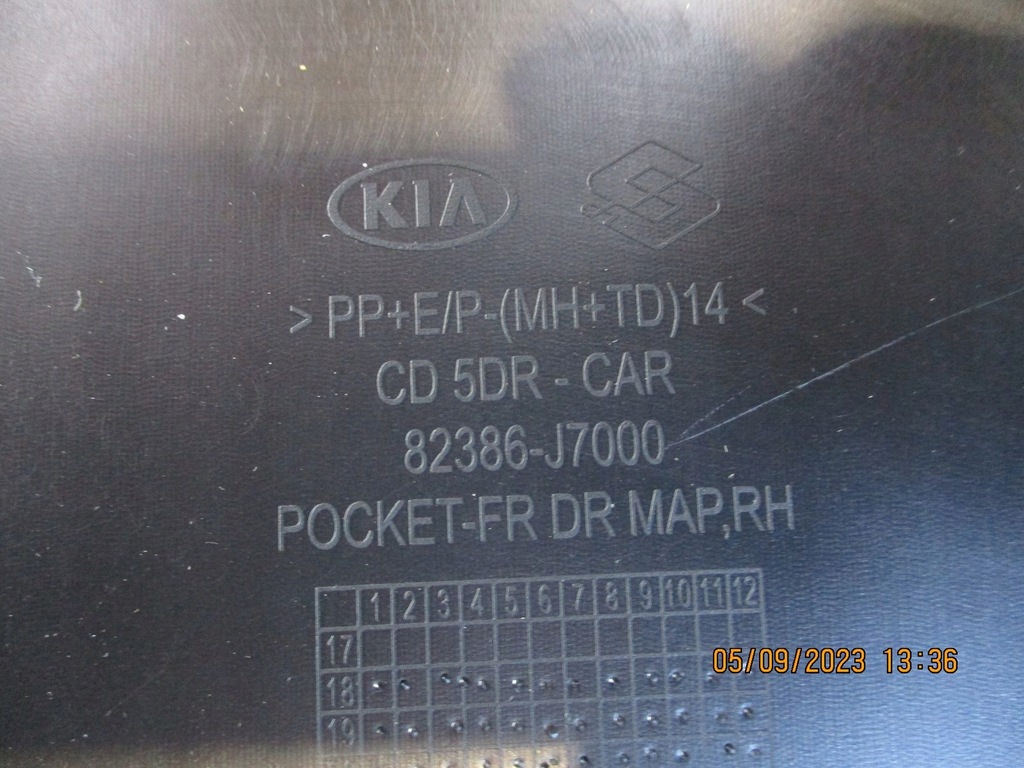 KIA
> PP+E/P-(MH+TD)14 <
CD 5DR - CAR
82386-J7000
POCKET-FR DR MAP,RH
1 2 3 4 5 6 7 8 9 10 11 12
17
18
19
05/09/2023 13:36